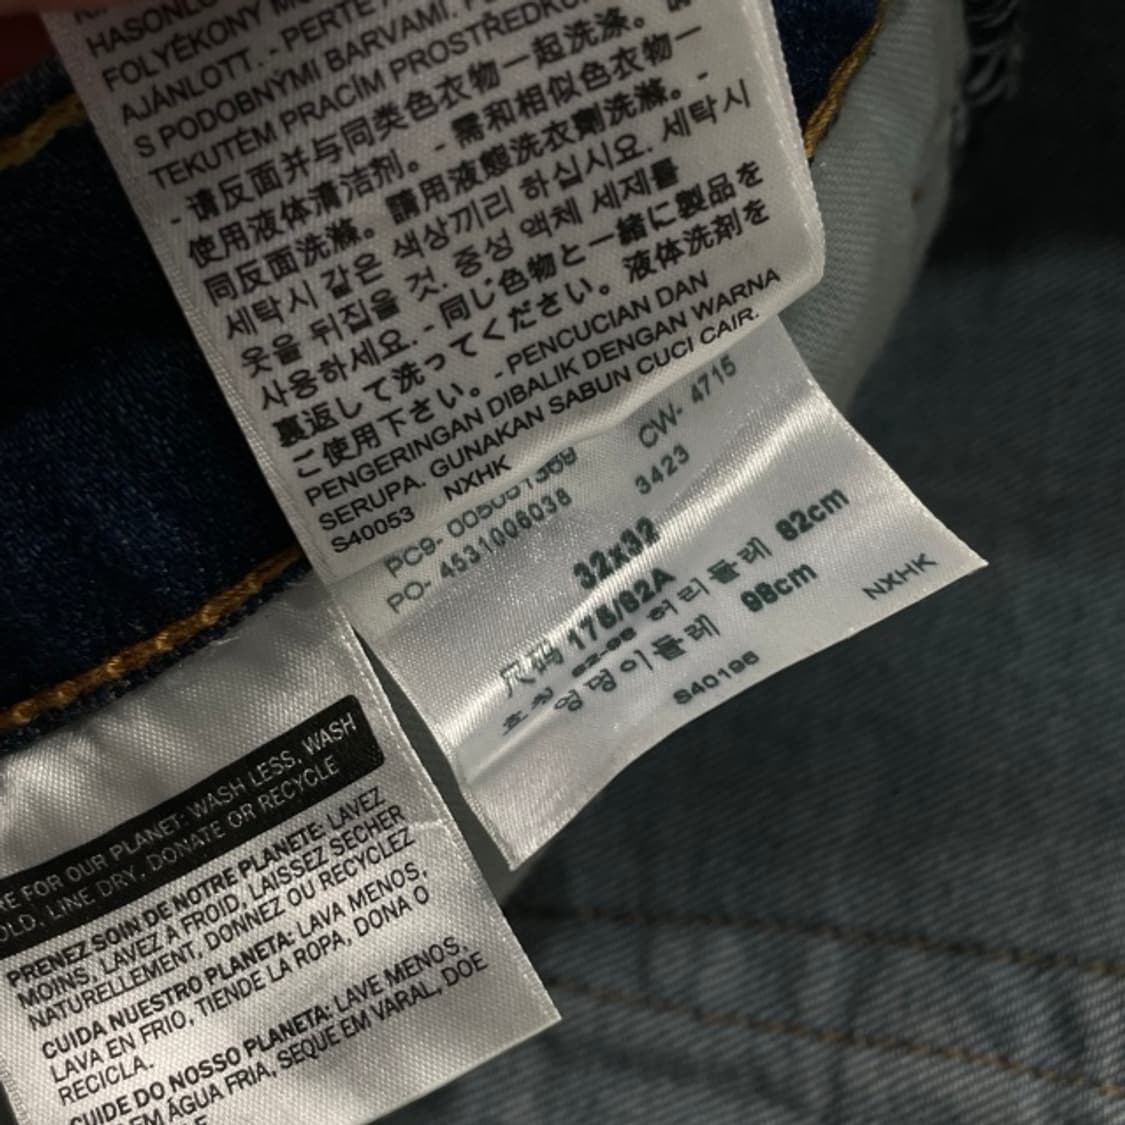 HASONLÓ
FOLYÉKONY
AJÁNLOTT. - PERTE
S PODOBNÝMI BARVAMI.
TEKUTÉM PRACÍM PROSTŘEDKU
- 请反面并与同类色衣物一起洗涤。請
使用液体清洁剂。- 需和相似色衣物一
同反面洗滌。請用液態洗衣劑洗滌。 -
세탁시 같은 색상끼리 하십시요. 세탁시
옷을 뒤집을 것. 중성 액체 세제를
사용하세요. - 同じ色物と一緒に製品を
裏返して洗ってください。液体洗剤を
ご使用下さい。- PENCUCIAN DAN
PENGERINGAN DIBALIK DENGAN WARNA
SERUPA. GUNAKAN SABUN CUCI CAIR.
S40053 NXHK
PC9- CW- 4715
PO- 4531006038 3423
32x32
尺码 175/82A
호칭 82-98 허리둘레 82cm
엉덩이둘레 98cm
S40196 NXHK
RE FOR OUR PLANET: WASH LESS, WASH
OLD, LINE DRY, DONATE OR RECYCLE
PRENEZ SOIN DE NOTRE PLANETE: LAVEZ
MOINS, LAVEZ A FROID, LAISSEZ SECHER
NATURELLEMENT, DONNEZ OU RECYCLEZ
CUIDA NUESTRO PLANETA: LAVA MENOS,
LAVA EN FRIO, TIENDE LA ROPA, DONA O
RECICLA.
CUIDE DO NOSSO PLANETA: LAVE MENOS,
EM ÁGUA FRIA, SEQUE EM VARAL, DOE